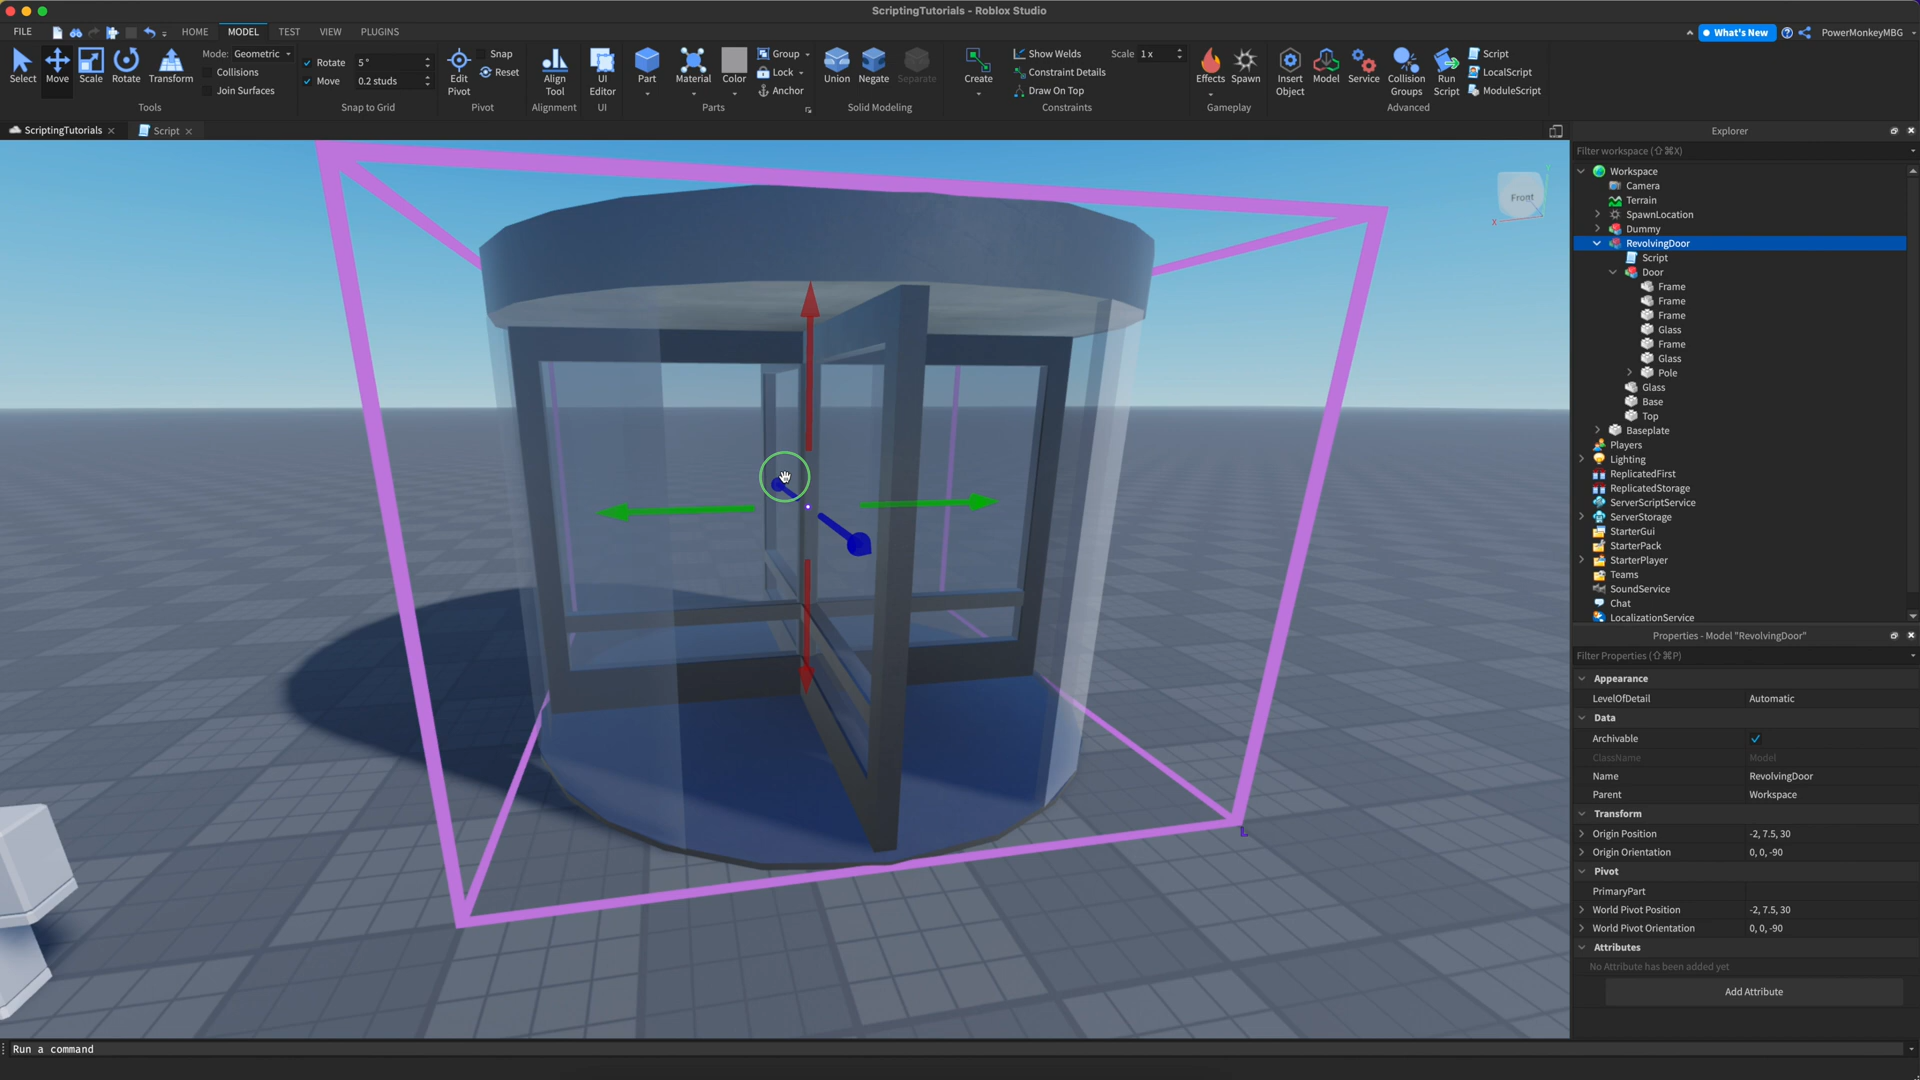 ScriptingTutorials - Roblox Studio
FILE
HOME
MODEL
TEST
VIEW
PLUGINS
What's New
PowerMonkeyMBG
Select
Move
Scale
Rotate
Transform
Mode: Geometric
Collisions
Join Surfaces
Tools
Rotate 5 °
Move 0.2 studs
Snap to Grid
Edit Pivot
Snap
Reset
Pivot
Align Tool
Alignment
UI Editor
UI
Part
Material
Color
Group
Lock
Anchor
Parts
Union
Negate
Separate
Solid Modeling
Create
Show Welds
Constraint Details
Draw On Top
Scale 1 x
Constraints
Effects
Spawn
Gameplay
Insert Object
Model
Service
Collision Groups
Run Script
Script
LocalScript
ModuleScript
Advanced
ScriptingTutorials
Script
Front
X
Explorer
Filter workspace (⇧⌘X)
Workspace
Camera
Terrain
SpawnLocation
Dummy
RevolvingDoor
Script
Door
Frame
Frame
Frame
Glass
Frame
Glass
Pole
Glass
Base
Top
Baseplate
Players
Lighting
ReplicatedFirst
ReplicatedStorage
ServerScriptService
ServerStorage
StarterGui
StarterPack
StarterPlayer
Teams
SoundService
Chat
LocalizationService
Properties - Model "RevolvingDoor"
Filter Properties (⇧⌘P)
Appearance
LevelOfDetail Automatic
Data
Archivable
ClassName Model
Name RevolvingDoor
Parent Workspace
Transform
Origin Position -2, 7.5, 30
Origin Orientation 0, 0, -90
Pivot
PrimaryPart
World Pivot Position -2, 7.5, 30
World Pivot Orientation 0, 0, -90
Attributes
No Attribute has been added yet
Add Attribute
Run a command